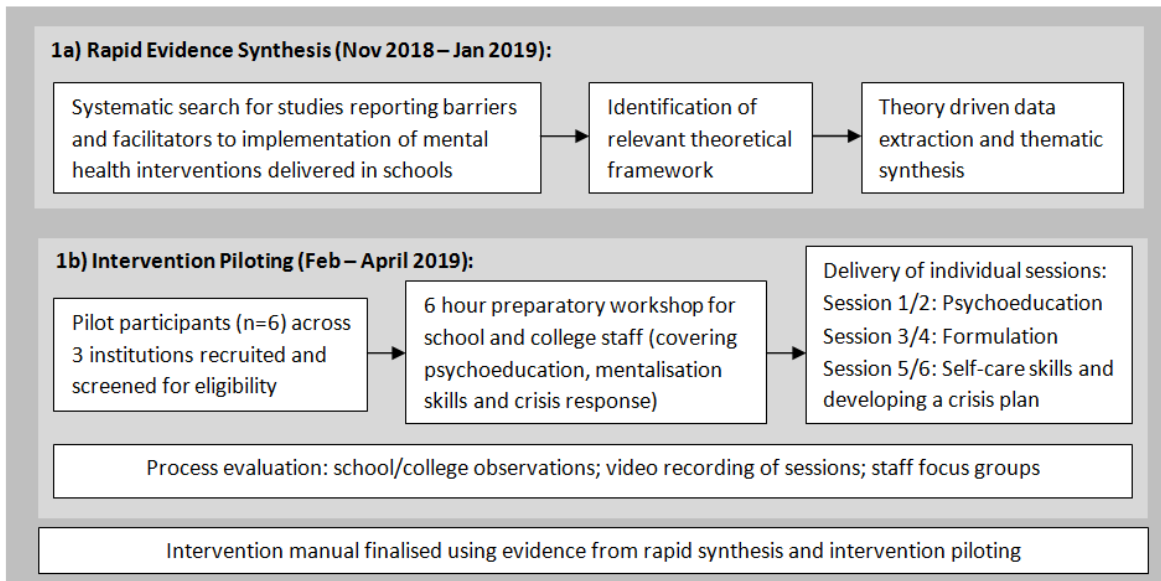 1a) Rapid Evidence Synthesis (Nov 2018 – Jan 2019):
Systematic search for studies reporting barriers
and facilitators to implementation of mental
health interventions delivered in schools
Identification of
relevant theoretical
framework
Theory driven data
extraction and thematic
synthesis
1b) Intervention Piloting (Feb – April 2019):
Pilot participants (n=6) across
3 institutions recruited and
screened for eligibility
6 hour preparatory workshop for
school and college staff (covering
psychoeducation, mentalisation
skills and crisis response)
Delivery of individual sessions:
Session 1/2: Psychoeducation
Session 3/4: Formulation
Session 5/6: Self-care skills and
developing a crisis plan
Process evaluation: school/college observations; video recording of sessions; staff focus groups
Intervention manual finalised using evidence from rapid synthesis and intervention piloting